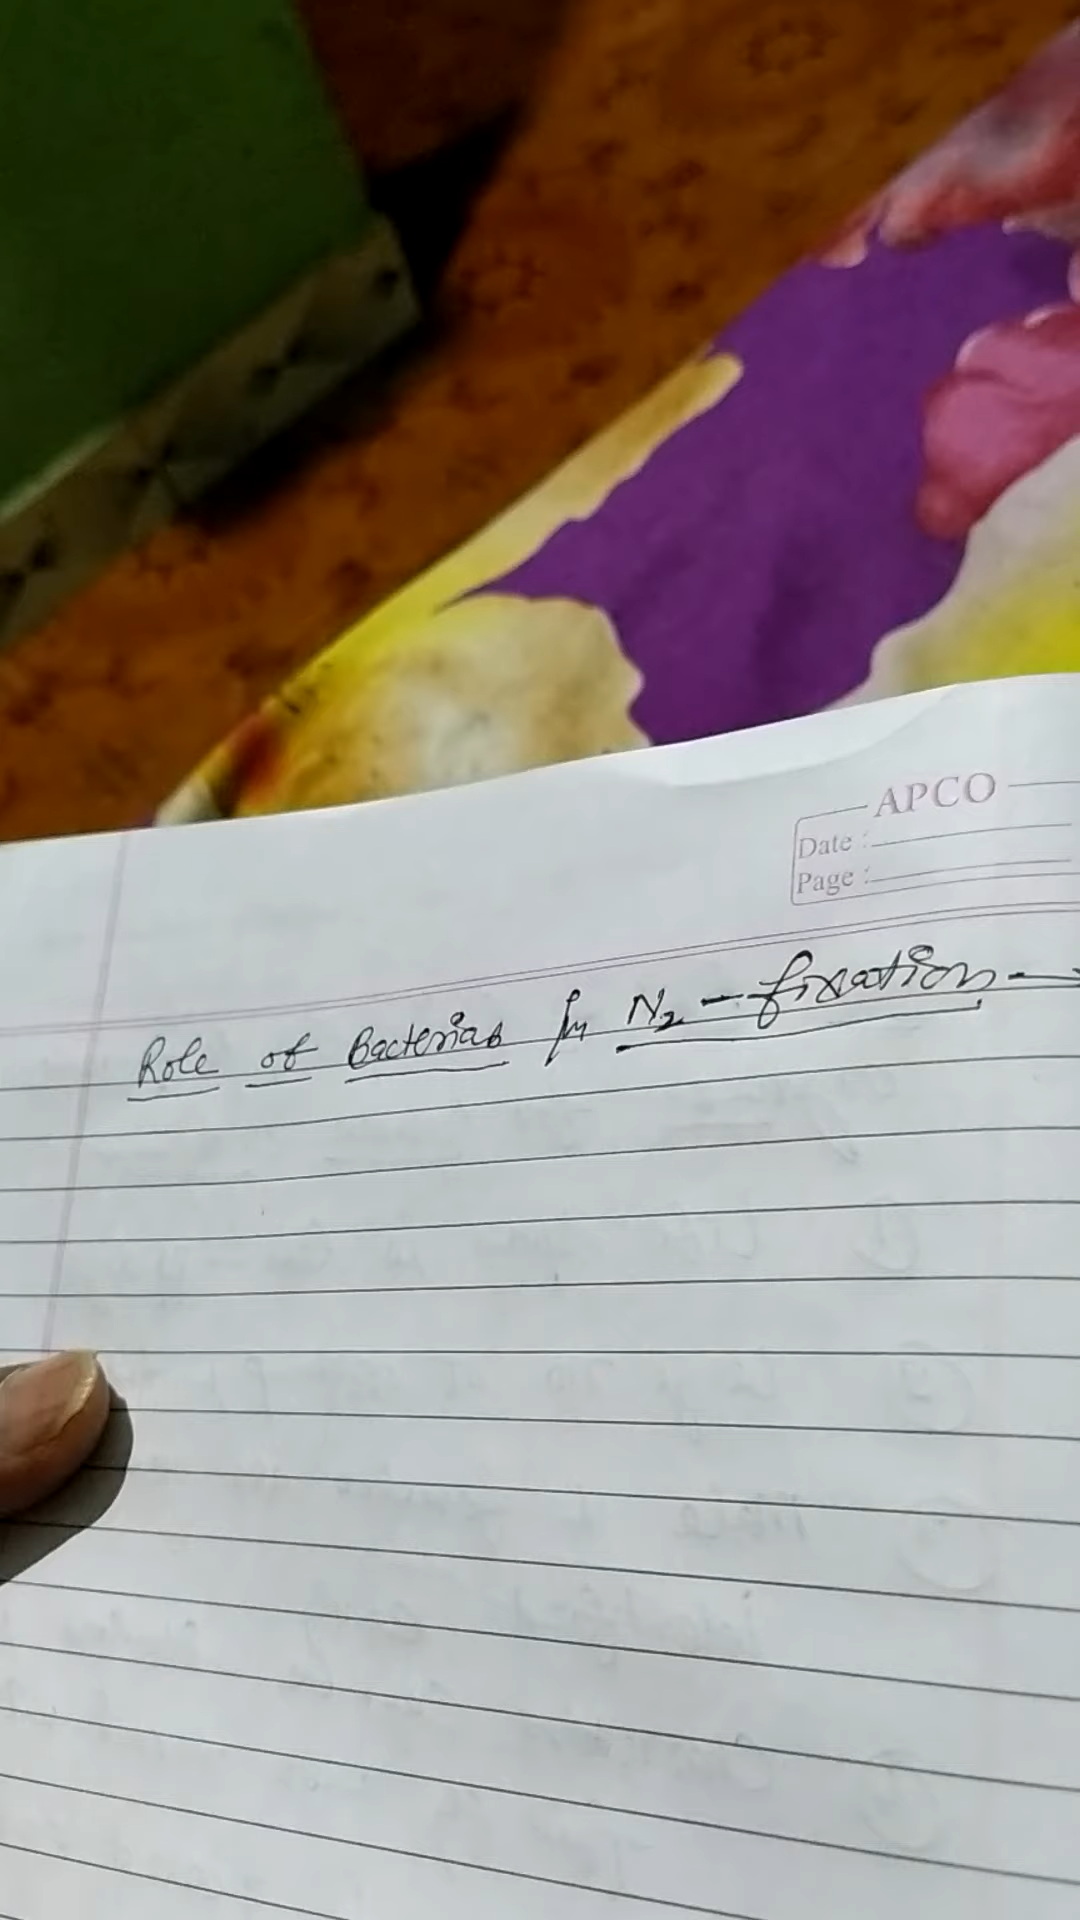 APCO
Date :
Page :
Role of Bacterias in N₂ - fixation →